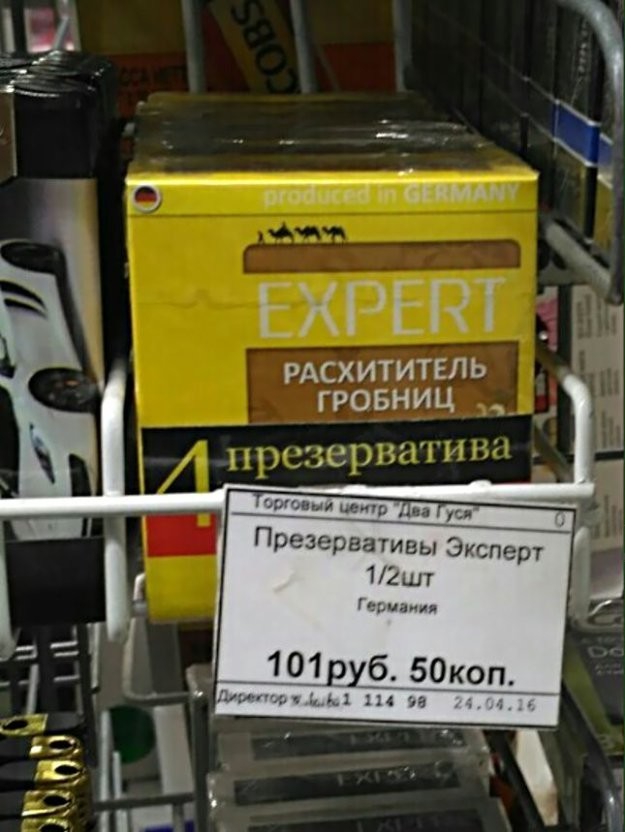 COBS
produced in GERMANY
EXPERT
РАСХИТИТЕЛЬ
ГРОБНИЦ
4 презерватива
Торговый центр "Два Гуся" 0
Презервативы Эксперт
1/2шт
Германия
101руб. 50коп.
Директор 1 114 98 24.04.16